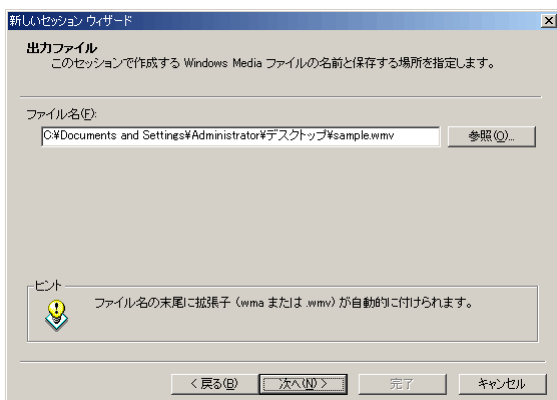 新しいセッション ウィザード
出力ファイル
このセッションで作成する Windows Media ファイルの名前と保存する場所を指定します。
ファイル名(F):
C:¥Documents and Settings¥Administrator¥デスクトップ¥sample.wmv
参照(O)...
ヒント
ファイル名の末尾に拡張子 (wma または .wmv) が自動的に付けられます。
< 戻る(B)
次へ(N) >
完了
キャンセル